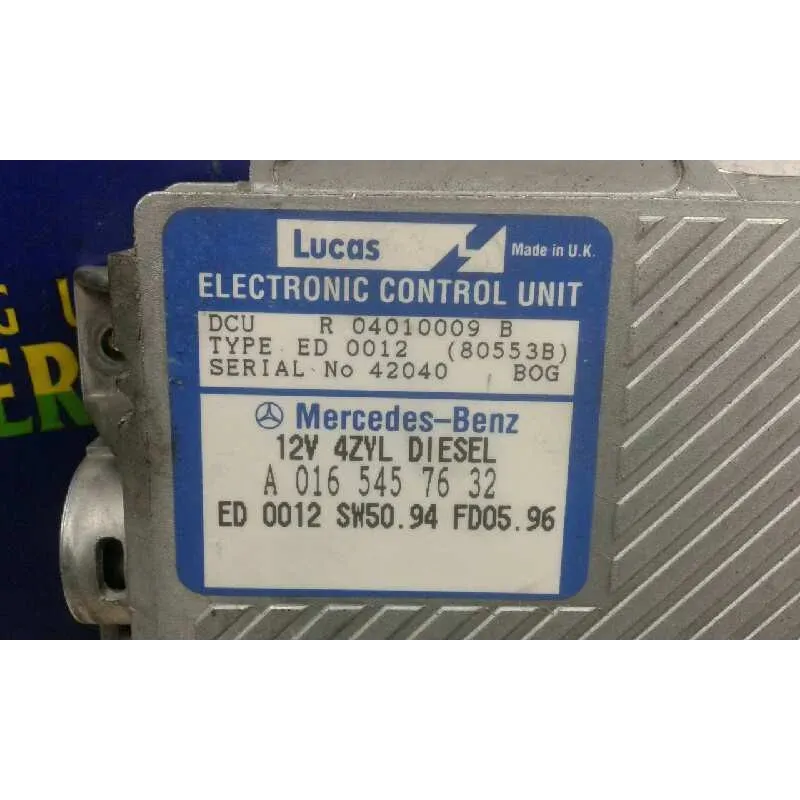 Lucas
Made in U.K.
ELECTRONIC CONTROL UNIT
DCU R 04010009 B
TYPE ED 0012 (80553B)
SERIAL No 42040 BOG
Mercedes-Benz
12V 4ZYL DIESEL
A 016 545 76 32
ED 0012 SW50.94 FD05.96
G U
ER